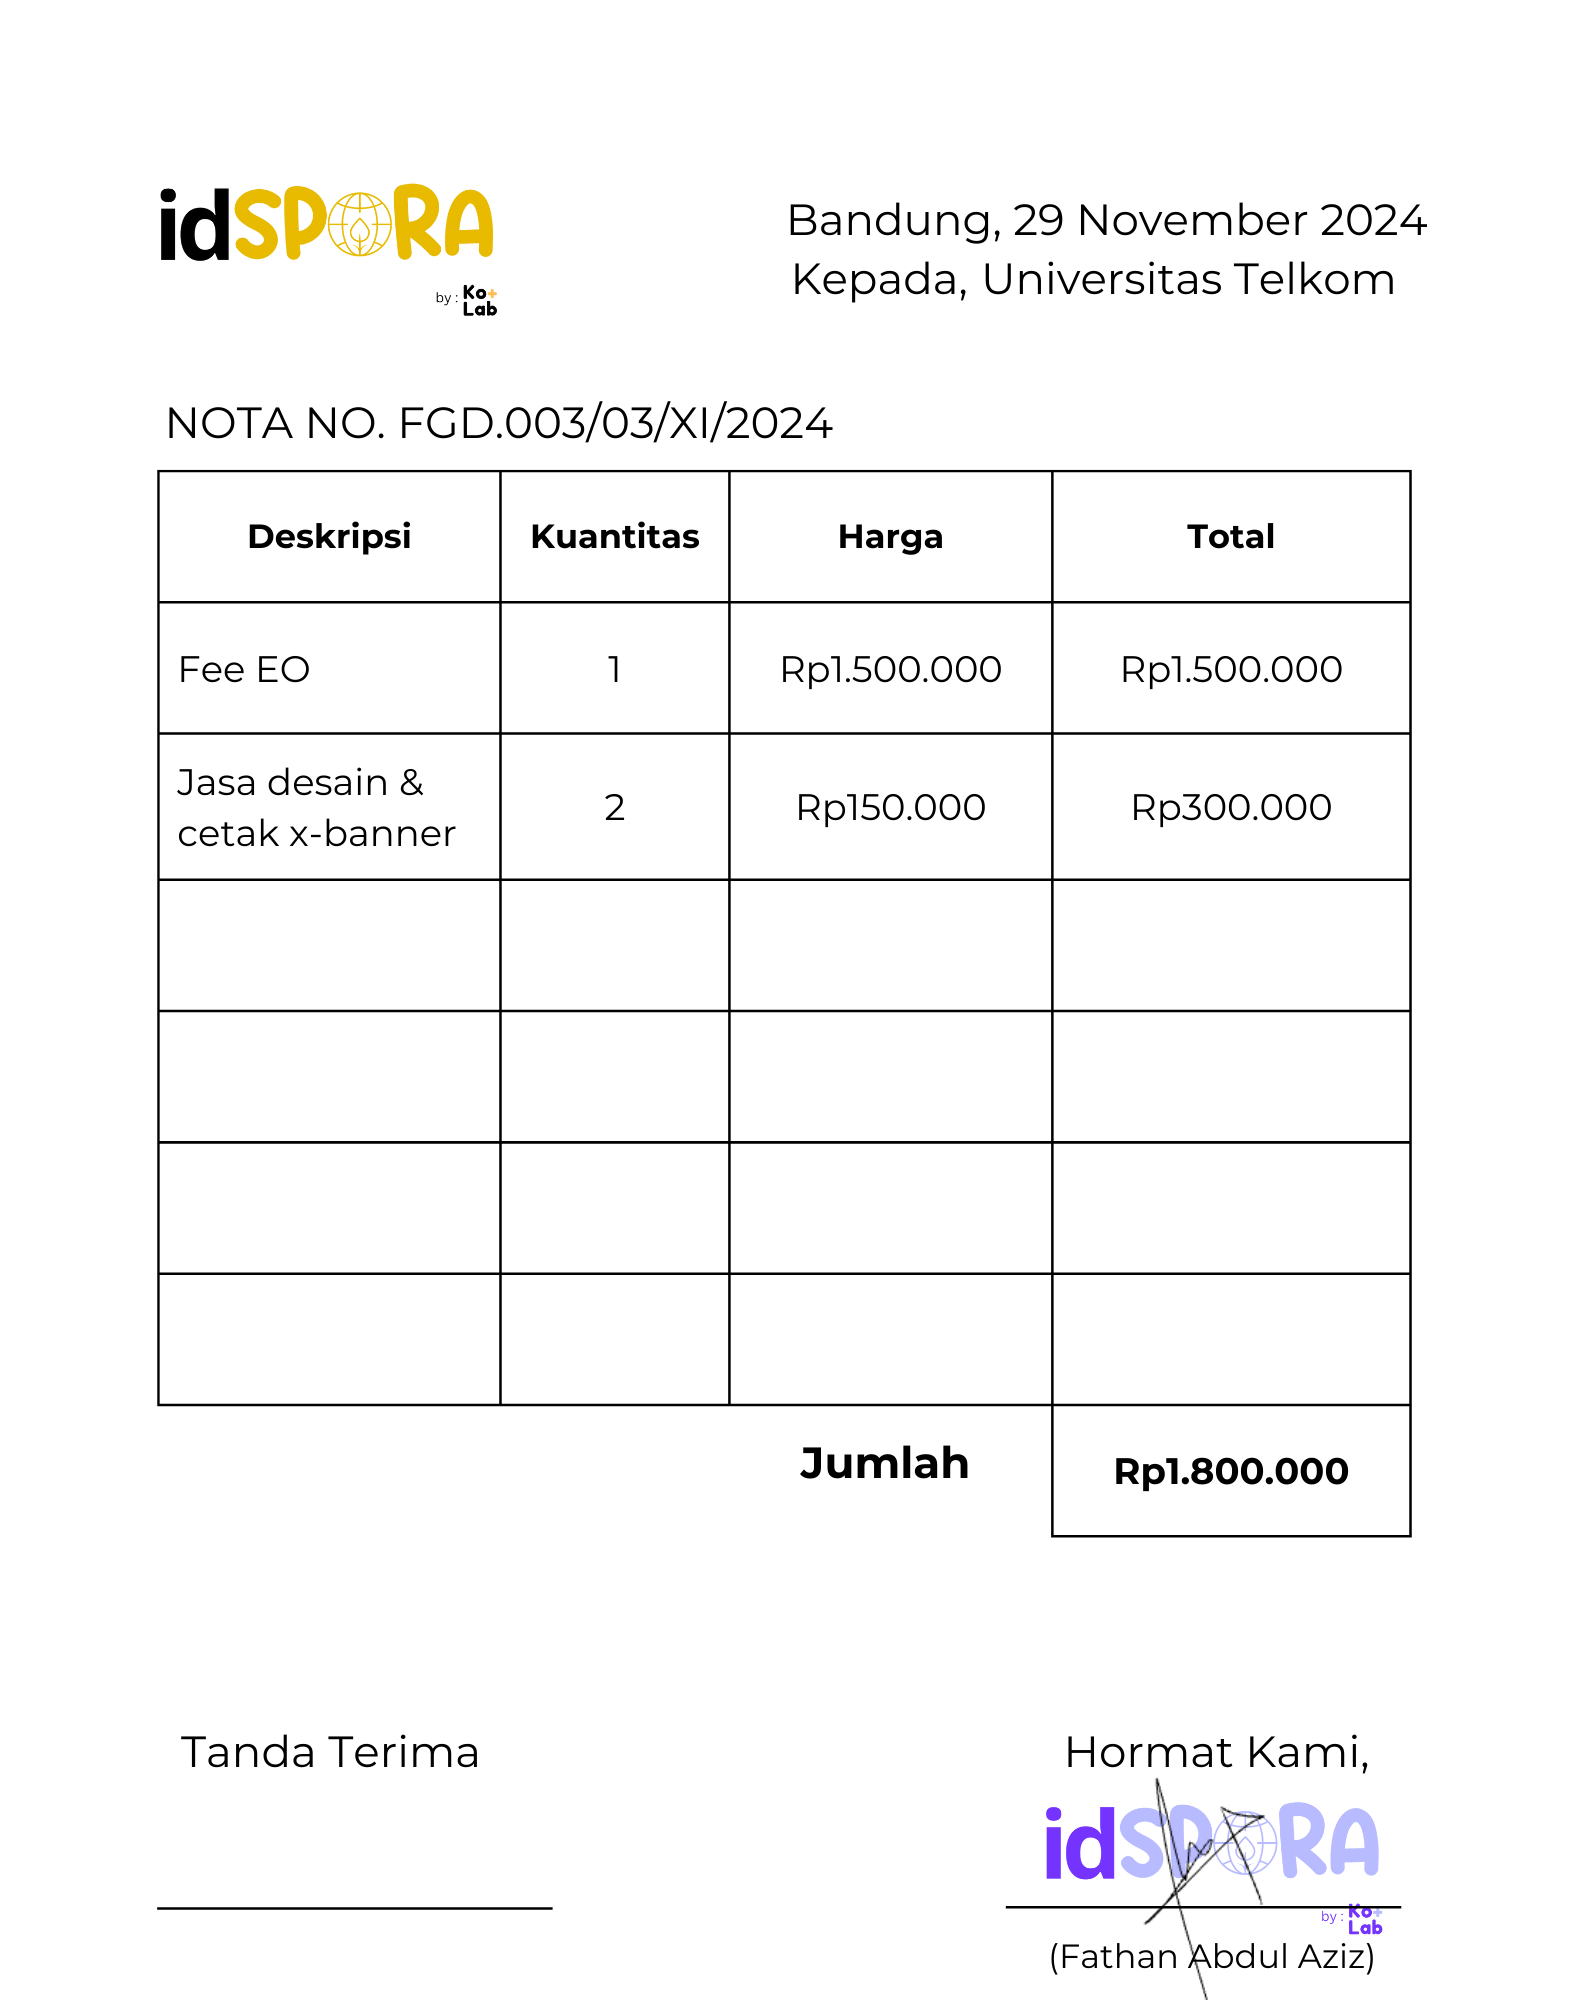 idSPORA
by : Ko+
Lab
Bandung, 29 November 2024
Kepada, Universitas Telkom
NOTA NO. FGD.003/03/XI/2024
Deskripsi Kuantitas Harga Total
Fee EO 1 Rp1.500.000 Rp1.500.000
Jasa desain &
cetak x-banner 2 Rp150.000 Rp300.000
Jumlah Rp1.800.000
Tanda Terima
Hormat Kami,
idSPORA
by : Ko+
Lab
(Fathan Abdul Aziz)